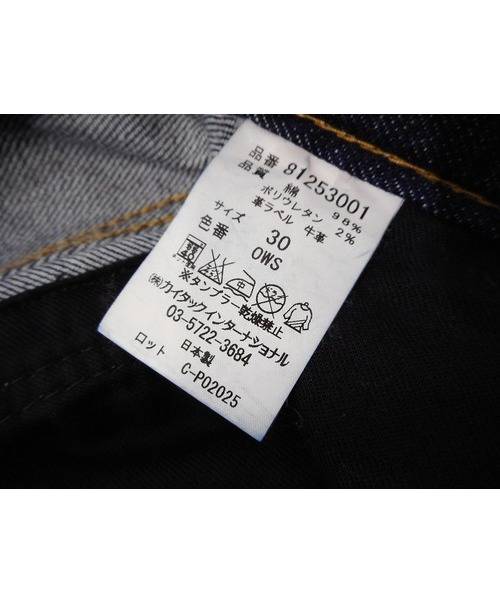 品番 81253001
品質 綿 98%
ポリウレタン 2%
革ラベル 牛革
サイズ 30
色番 OWS
※タンブラー乾燥禁止
㈱カイタックインターナショナル
03-5722-3684
日本製
ロット C-P02025